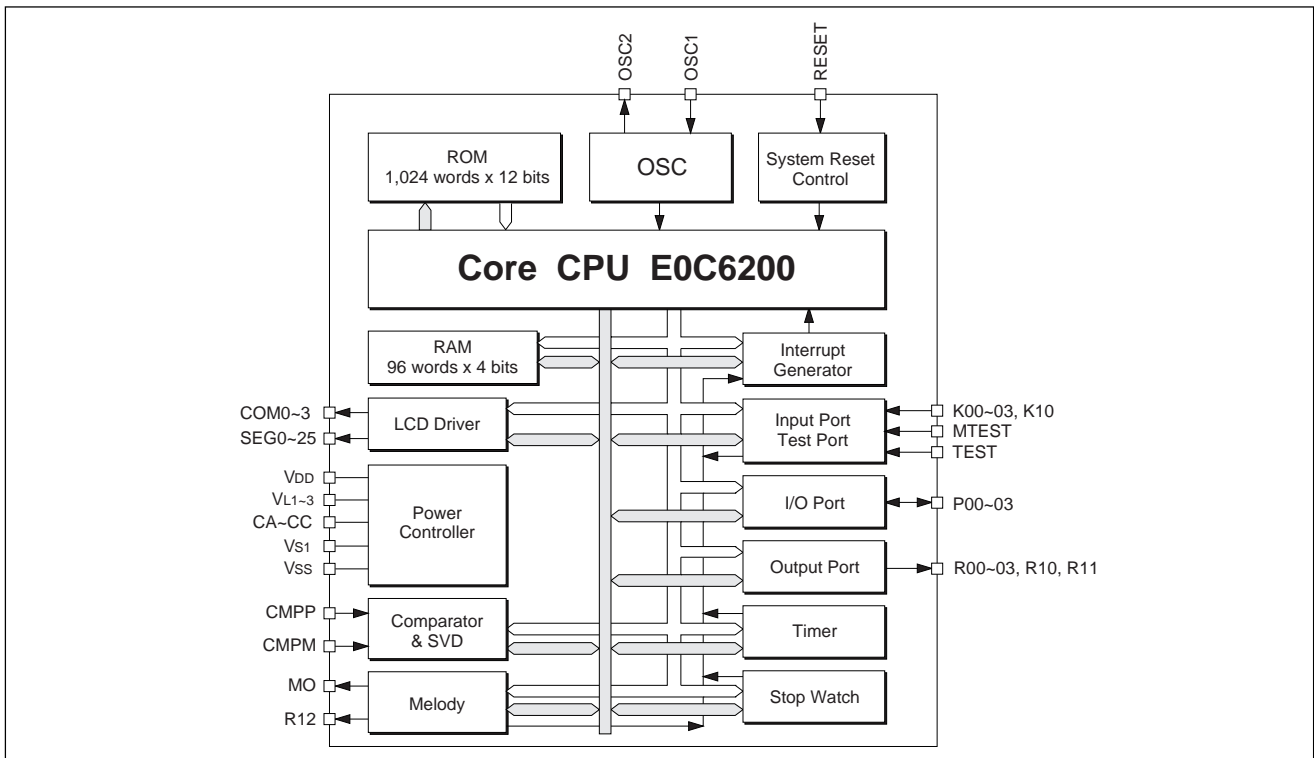 OSC2
OSC1
RESET
ROM
1,024 words x 12 bits
OSC
System Reset
Control
Core CPU E0C6200
RAM
96 words x 4 bits
Interrupt
Generator
COM0~3
SEG0~25
LCD Driver
Input Port
Test Port
K00~03, K10
MTEST
TEST
VDD
VL1~3
CA~CC
VS1
VSS
Power
Controller
I/O Port
P00~03
Output Port
R00~03, R10, R11
CMPP
CMPM
Comparator
& SVD
Timer
MO
R12
Melody
Stop Watch